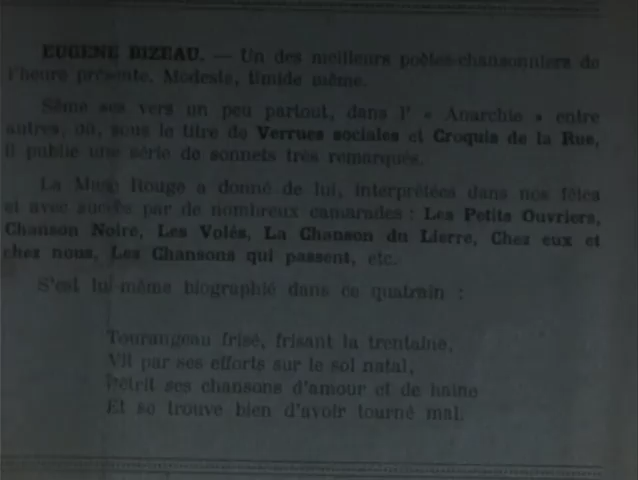 EUGENE BIZEAU. — Un des meilleurs poètes-chansonniers de
l'heure présente. Modeste, timide même.
Sème ses vers un peu partout, dans l' « Anarchie » entre
autres, où, sous le titre de Verrues sociales et Croquis de la Rue,
il publie une série de sonnets très remarqués.
La Muse Rouge a donné de lui, interprétées dans nos fêtes
et avec succès par de nombreux camarades : Les Petits Ouvriers,
Chanson Noire, Les Volés, La Chanson du Lierre, Chez eux et
chez nous, Les Chansons qui passent, etc.
S'est lui-même biographié dans ce quatrain :
Tourangeau frisé, frisant la trentaine,
Vit par ses efforts sur le sol natal,
Pétrit ses chansons d'amour et de haine
Et se trouve bien d'avoir tourné mal.